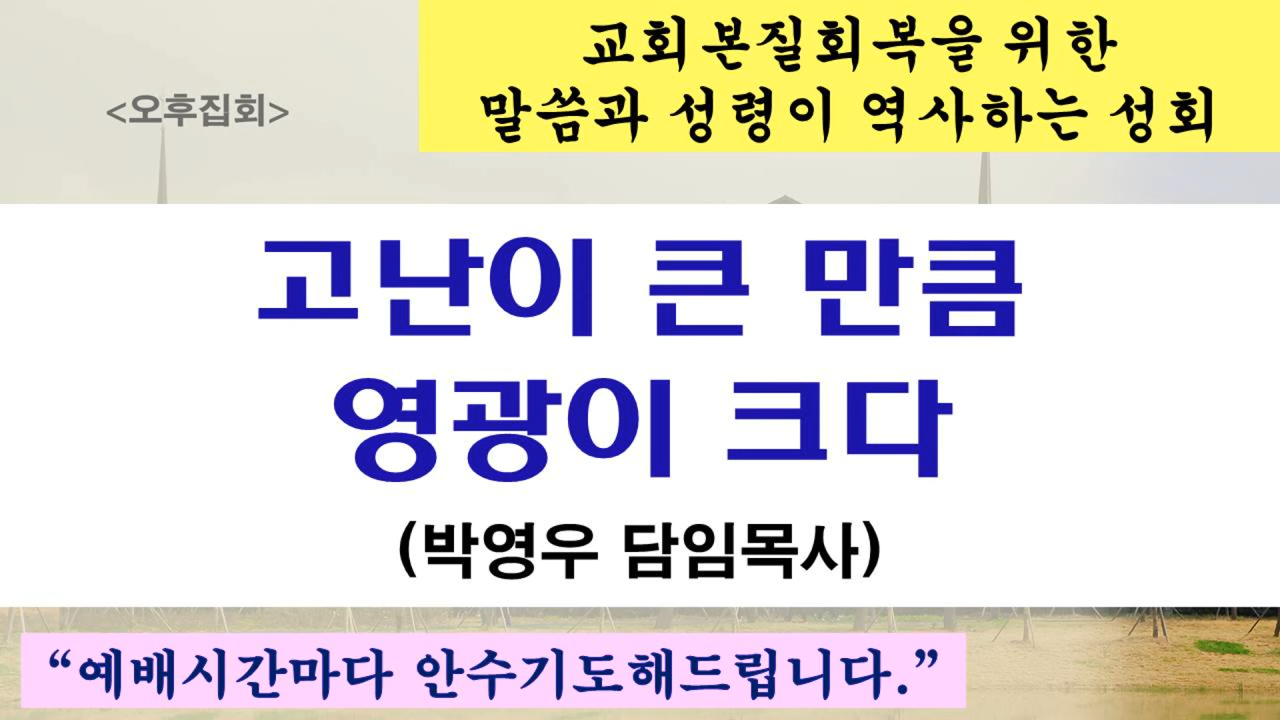 교회본질회복을 위한
말씀과 성령이 역사하는 성회
<오후집회>
고난이 큰 만큼
영광이 크다
(박영우 담임목사)
“예배시간마다 안수기도해드립니다.”